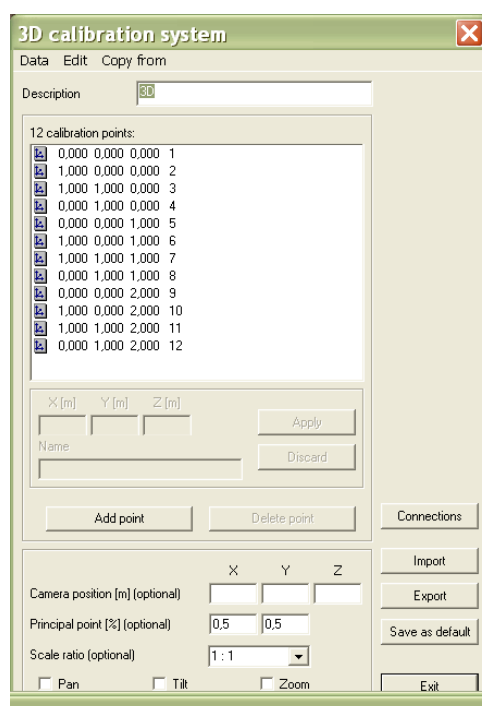 3D calibration system
Data Edit Copy from
Description 3D
12 calibration points:
0,000 0,000 0,000 1
1,000 0,000 0,000 2
1,000 1,000 0,000 3
0,000 1,000 0,000 4
0,000 0,000 1,000 5
1,000 0,000 1,000 6
1,000 1,000 1,000 7
0,000 1,000 1,000 8
0,000 0,000 2,000 9
1,000 0,000 2,000 10
1,000 1,000 2,000 11
0,000 1,000 2,000 12
X [m] Y [m] Z [m]
Apply
Name
Discard
Add point Delete point Connections
X Y Z Import
Camera position [m] (optional) Export
Principal point [%] (optional) 0,5 0,5 Save as default
Scale ratio (optional) 1 : 1
Pan Tilt Zoom Exit